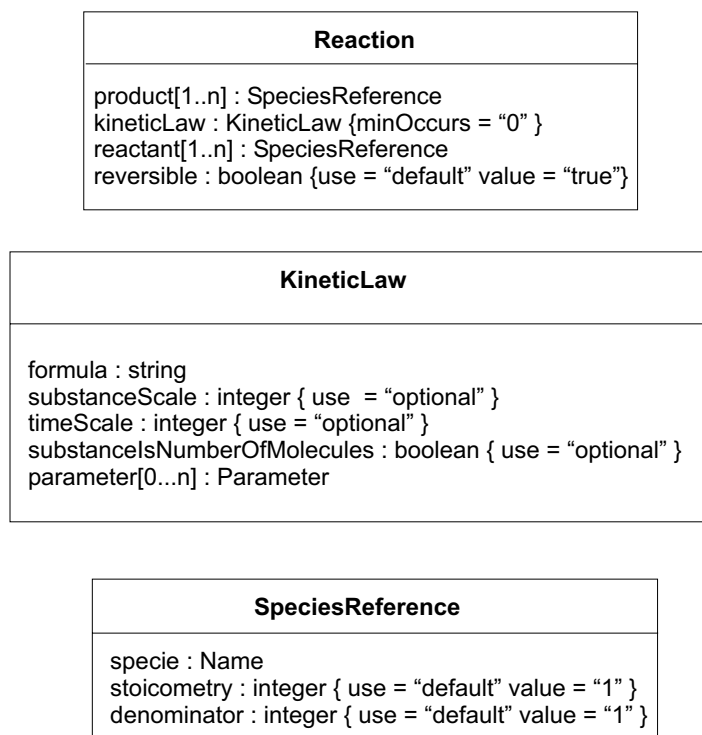 Reaction
product[1..n] : SpeciesReference
kineticLaw : KineticLaw {minOccurs = “0” }
reactant[1..n] : SpeciesReference
reversible : boolean {use = “default” value = “true”}
KineticLaw
formula : string
substanceScale : integer { use  = “optional” }
timeScale : integer { use = “optional” }
substanceIsNumberOfMolecules : boolean { use = “optional” }
parameter[0...n] : Parameter
SpeciesReference
specie : Name
stoicometry : integer { use = “default” value = “1” }
denominator : integer { use = “default” value = “1” }